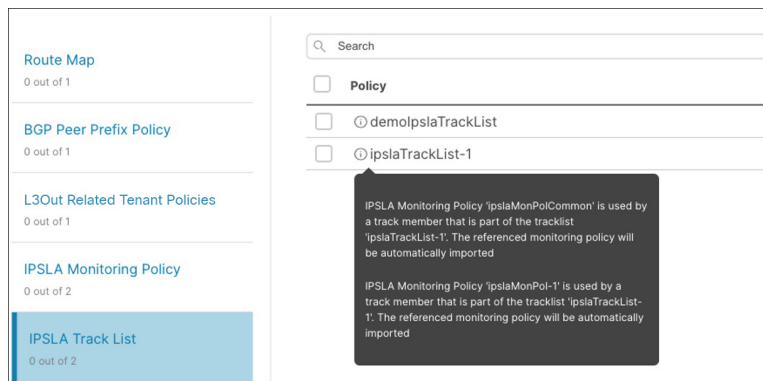 Route Map
0 out of 1
BGP Peer Prefix Policy
0 out of 1
L3Out Related Tenant Policies
0 out of 1
IPSLA Monitoring Policy
0 out of 2
IPSLA Track List
0 out of 2
Search
Policy
demoIpslaTrackList
ipslaTrackList-1
IPSLA Monitoring Policy 'ipslaMonPolCommon' is used by
a track member that is part of the tracklist
'ipslaTrackList-1'. The referenced monitoring policy will
be automatically imported
IPSLA Monitoring Policy 'ipslaMonPol-1' is used by a
track member that is part of the tracklist 'ipslaTrackList-
1'. The referenced monitoring policy will be automatically
imported